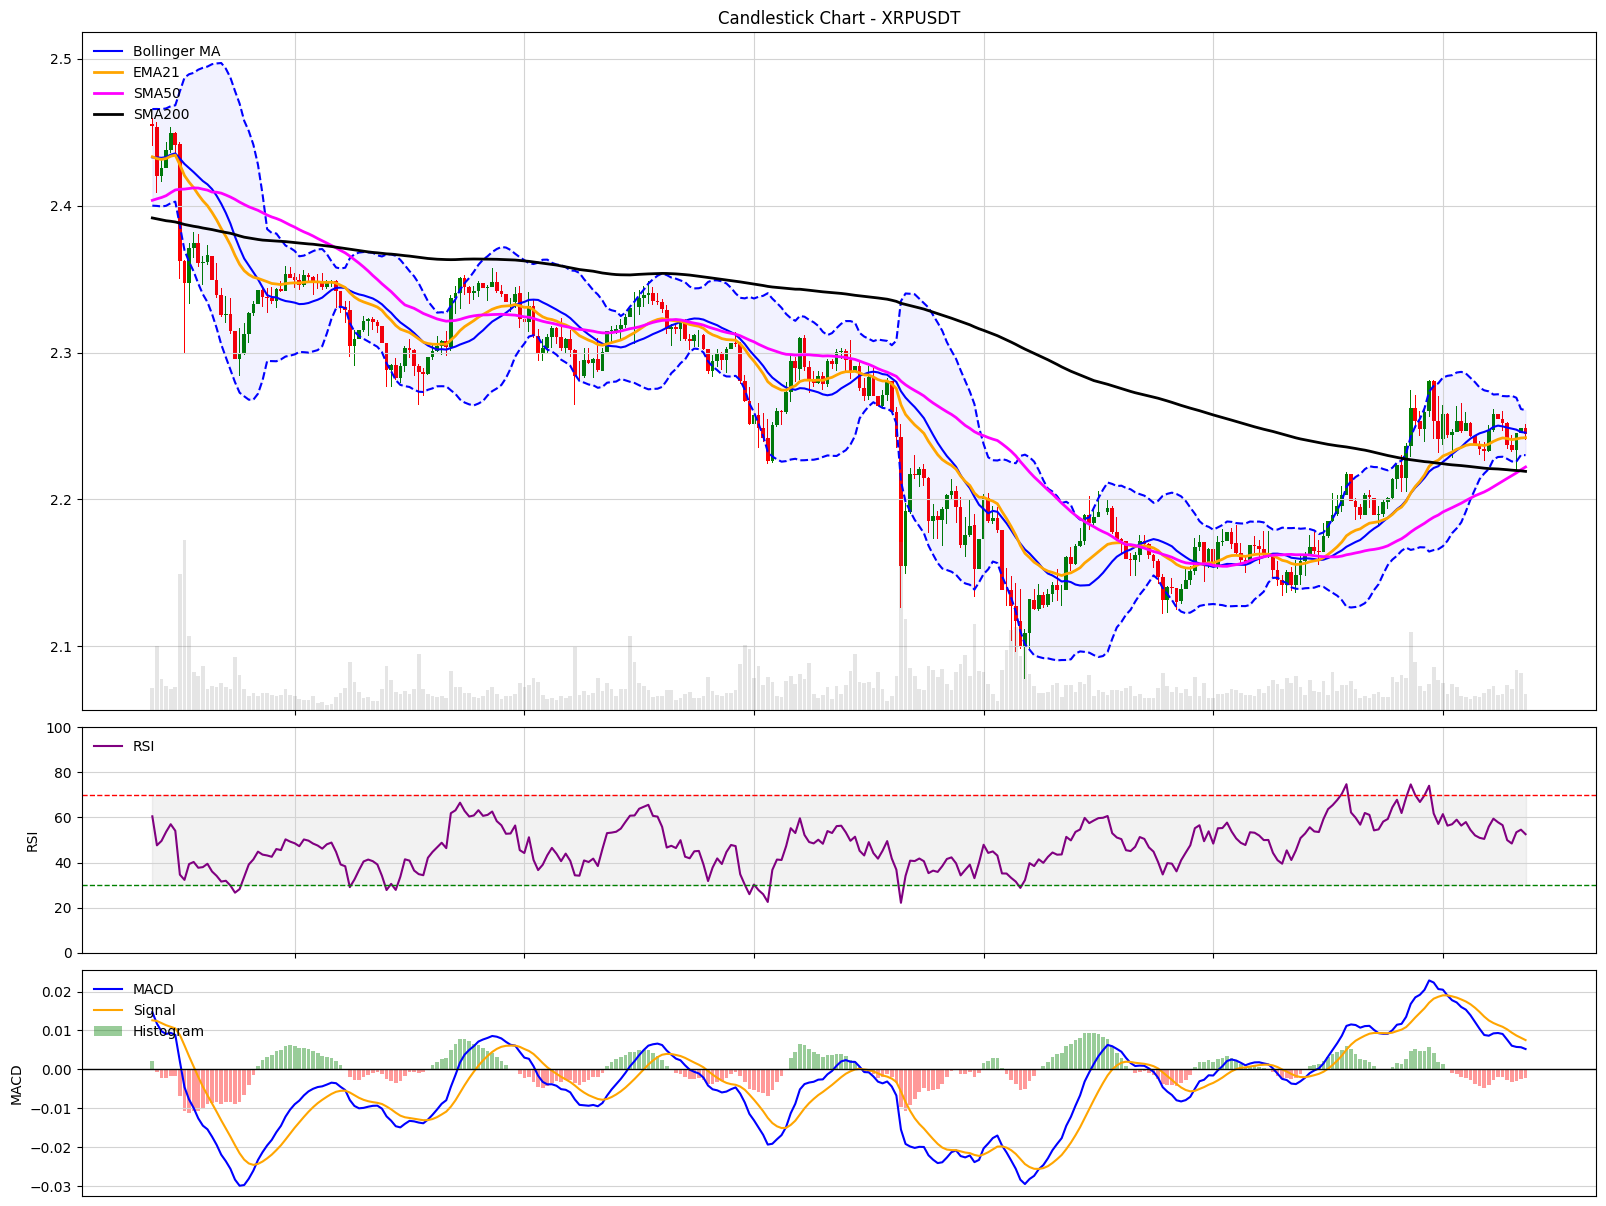 Candlestick Chart - XRPUSDT
Bollinger MA
EMA21
SMA50
SMA200
2.5
2.4
2.3
2.2
2.1
RSI
RSI
100
80
60
40
20
0
MACD
Signal
Histogram
MACD
0.02
0.01
0.00
−0.01
−0.02
−0.03